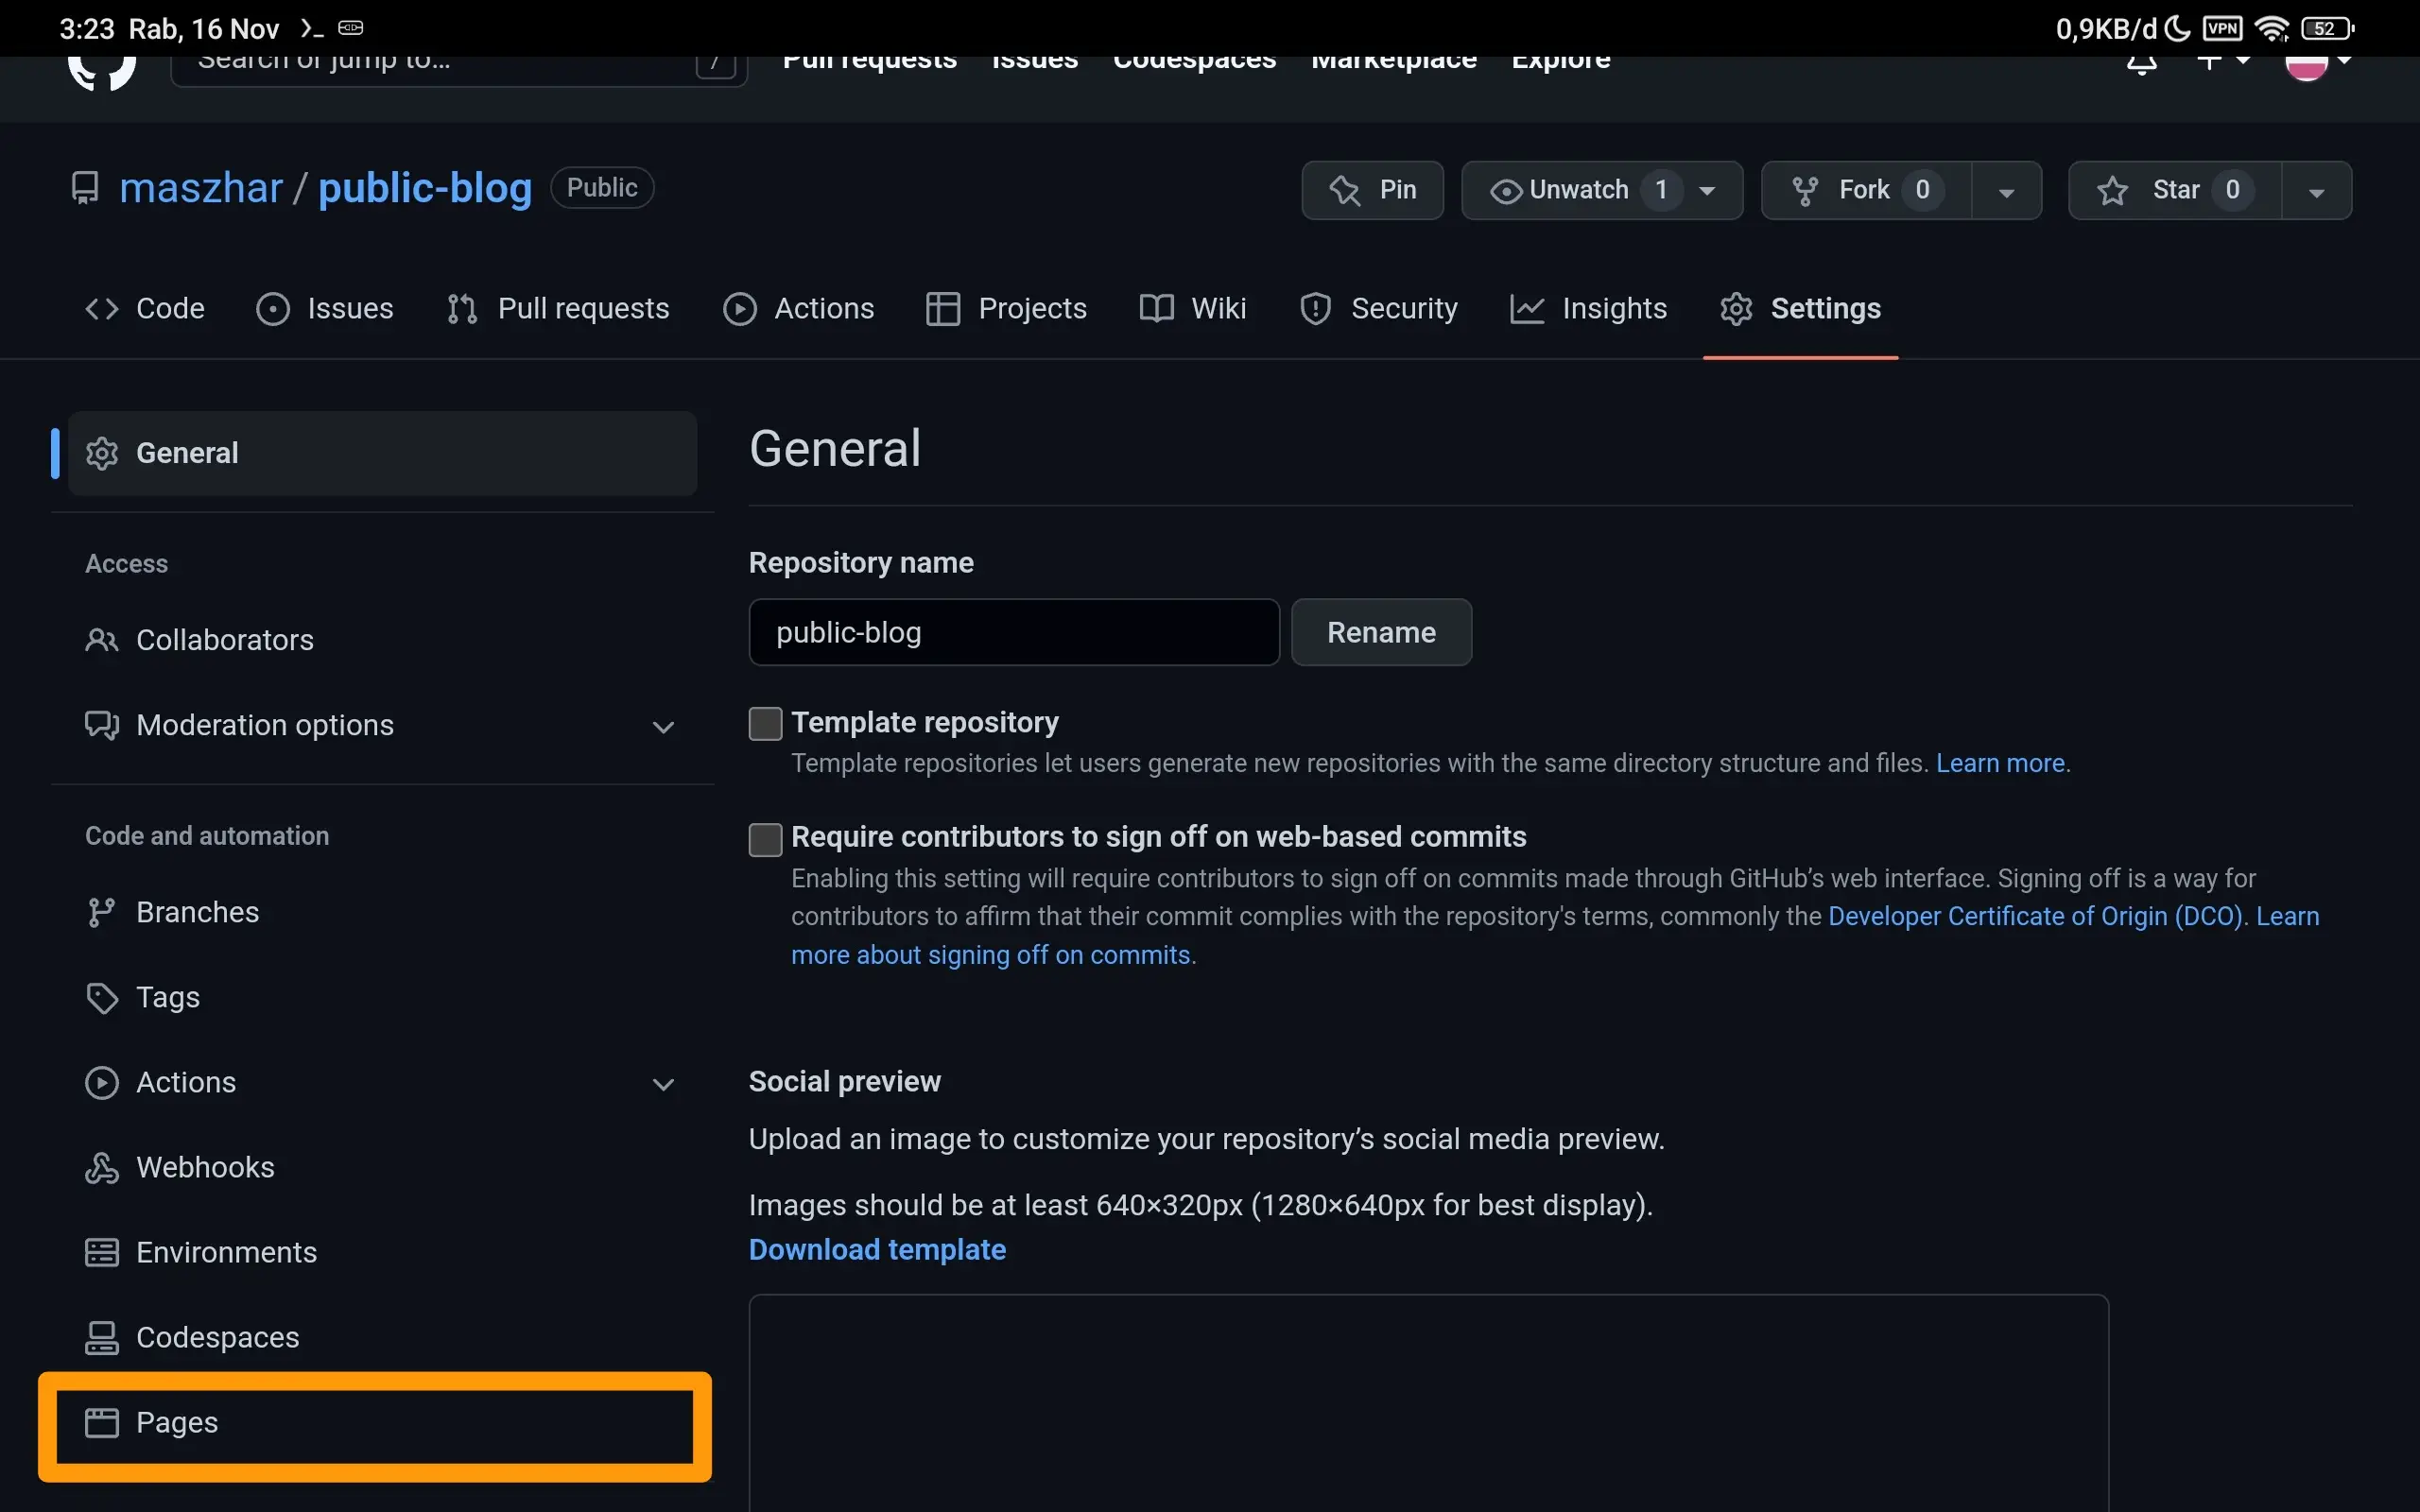 3:23 Rab, 16 Nov
0,9KB/d VPN 52
Search or jump to... /
Pull requests Issues Codespaces Marketplace Explore
maszhar / public-blog Public
Pin Unwatch 1 Fork 0 Star 0
Code Issues Pull requests Actions Projects Wiki Security Insights Settings
General
Access
Collaborators
Moderation options
Code and automation
Branches
Tags
Actions
Webhooks
Environments
Codespaces
Pages
General
Repository name
public-blog Rename
Template repository
Template repositories let users generate new repositories with the same directory structure and files. Learn more.
Require contributors to sign off on web-based commits
Enabling this setting will require contributors to sign off on commits made through GitHub’s web interface. Signing off is a way for
contributors to affirm that their commit complies with the repository's terms, commonly the Developer Certificate of Origin (DCO). Learn
more about signing off on commits.
Social preview
Upload an image to customize your repository’s social media preview.
Images should be at least 640×320px (1280×640px for best display).
Download template